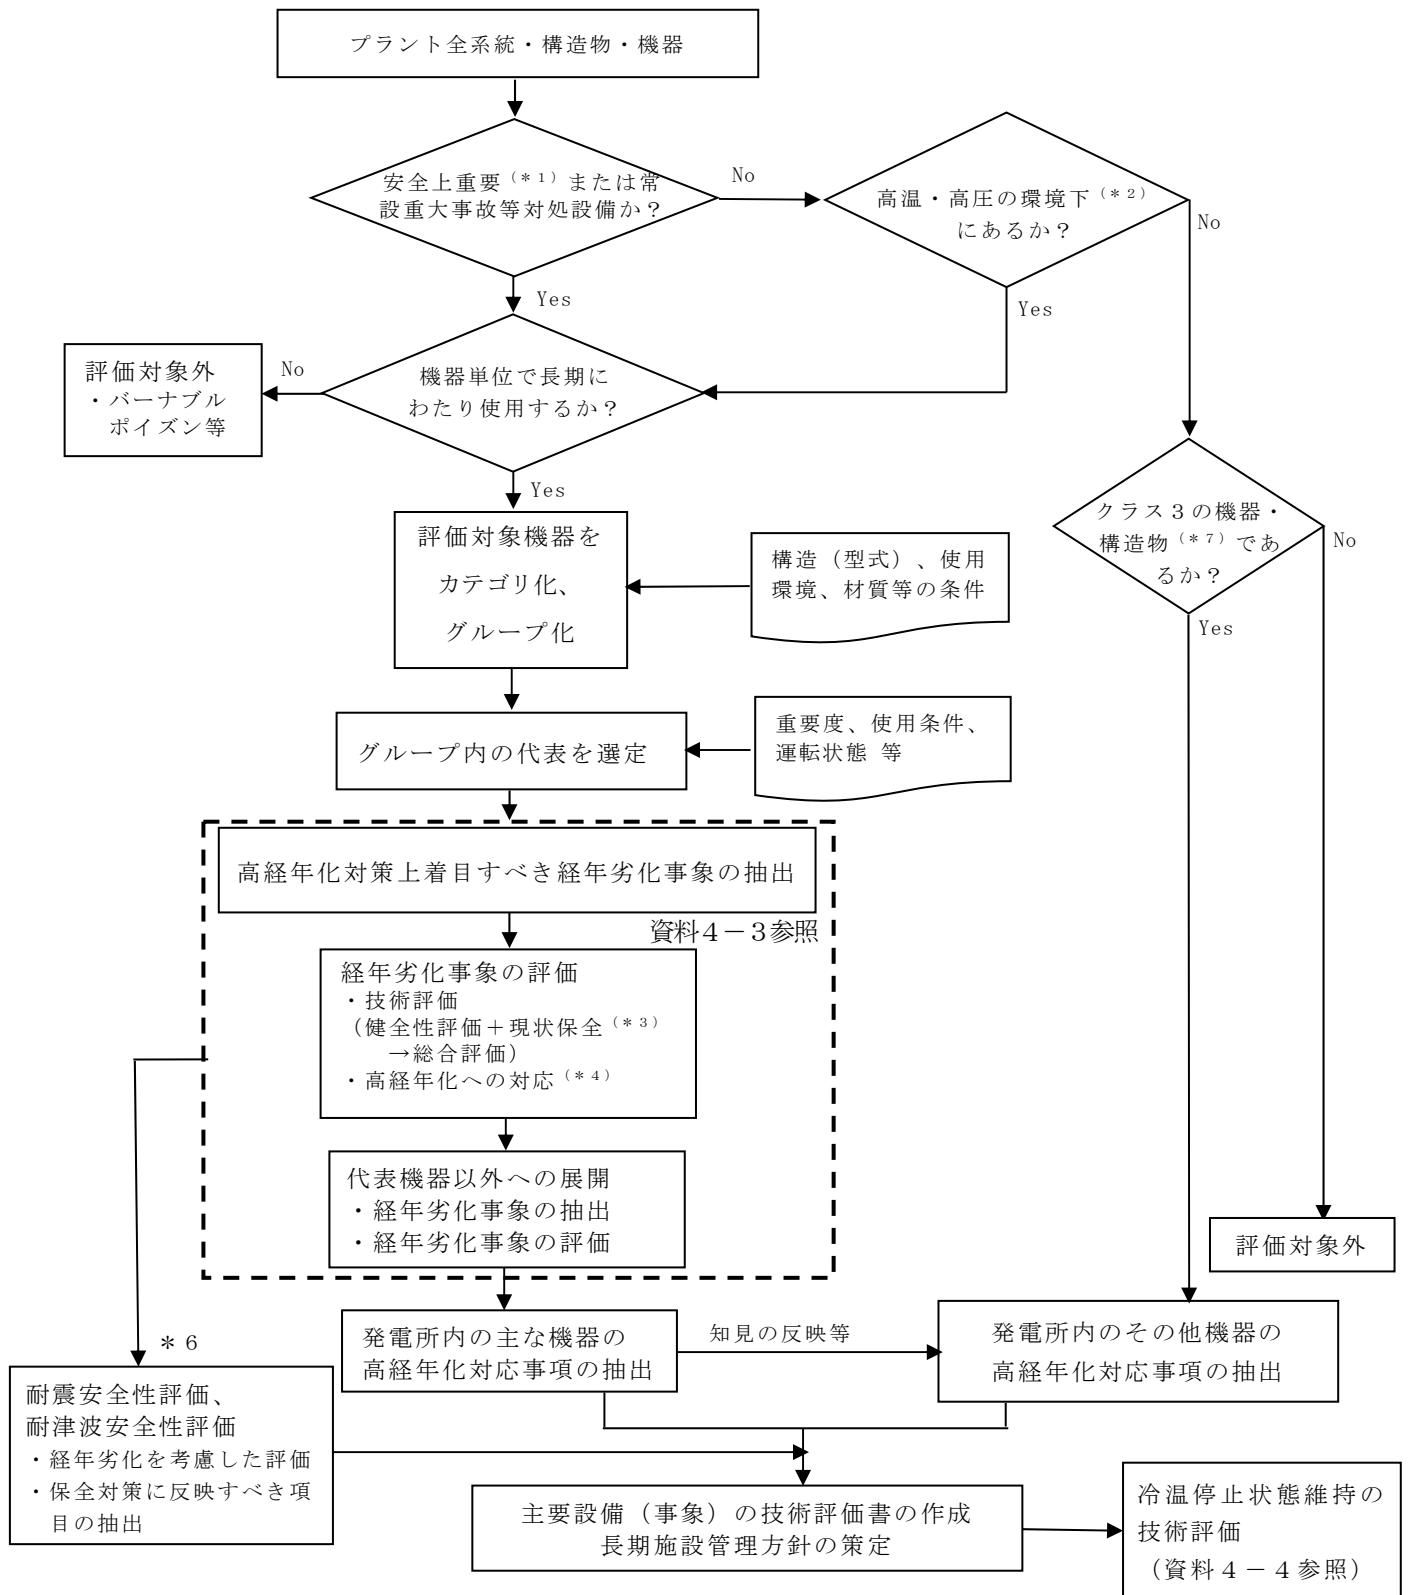 プラント全系統・構造物・機器
安全上重要(*1)または常
設重大事故等対処設備か?
No
高温・高圧の環境下(*2)
にあるか?
No
Yes
Yes
評価対象外
・バーナブル
ポイズン等
No
機器単位で長期に
わたり使用するか?
Yes
評価対象機器を
カテゴリ化、
グループ化
構造(型式)、使用
環境、材質等の条件
クラス3の機器・
構造物(*7)であ
るか?
No
Yes
グループ内の代表を選定
重要度、使用条件、
運転状態 等
高経年化対策上着目すべき経年劣化事象の抽出
資料4-3参照
経年劣化事象の評価
・技術評価
(健全性評価+現状保全(*3)
→総合評価)
・高経年化への対応(*4)
代表機器以外への展開
・経年劣化事象の抽出
・経年劣化事象の評価
評価対象外
発電所内の主な機器の
高経年化対応事項の抽出
知見の反映等
発電所内のその他機器の
高経年化対応事項の抽出
*6
耐震安全性評価、
耐津波安全性評価
・経年劣化を考慮した評価
・保全対策に反映すべき項
目の抽出
主要設備(事象)の技術評価書の作成
長期施設管理方針の策定
冷温停止状態維持の
技術評価
(資料4-4参照)